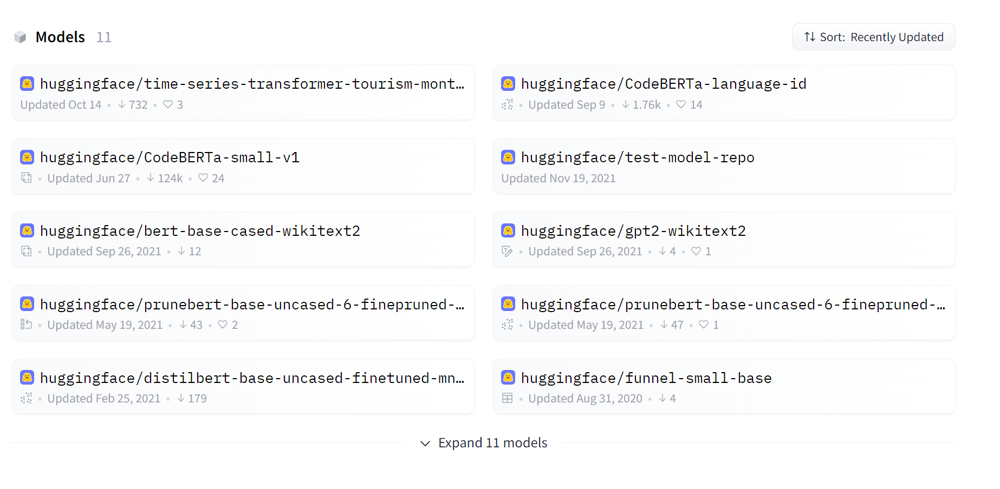 Models 11
Sort: Recently Updated
huggingface/time-series-transformer-tourism-mont…
Updated Oct 14 • 732 • 3
huggingface/CodeBERTa-language-id
• Updated Sep 9 • 1.76k • 14
huggingface/CodeBERTa-small-v1
• Updated Jun 27 • 124k • 24
huggingface/test-model-repo
Updated Nov 19, 2021
huggingface/bert-base-cased-wikitext2
• Updated Sep 26, 2021 • 12
huggingface/gpt2-wikitext2
• Updated Sep 26, 2021 • 4 • 1
huggingface/prunebert-base-uncased-6-finepruned-…
• Updated May 19, 2021 • 43 • 2
huggingface/prunebert-base-uncased-6-finepruned-…
• Updated May 19, 2021 • 47 • 1
huggingface/distilbert-base-uncased-finetuned-mn…
• Updated Feb 25, 2021 • 179
huggingface/funnel-small-base
• Updated Aug 31, 2020 • 4
Expand 11 models